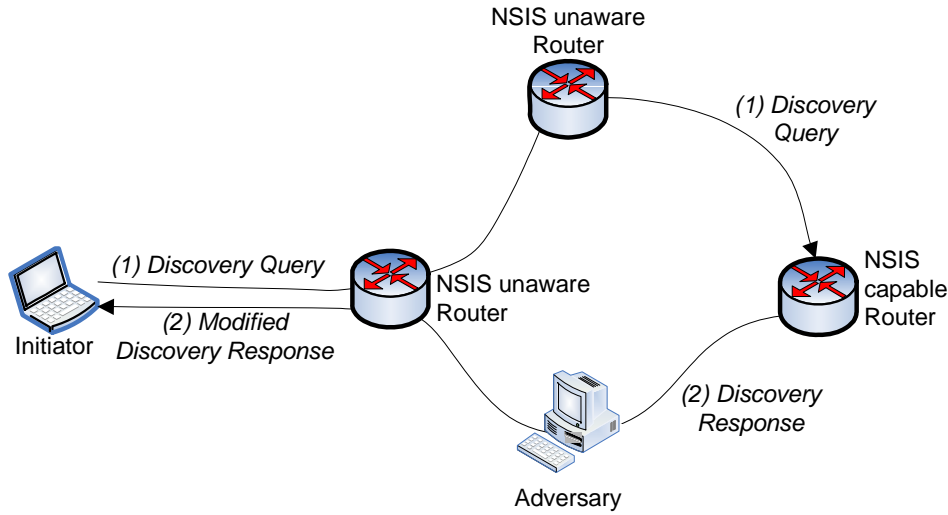 NSIS unaware
Router
(1) Discovery
Query
(1) Discovery Query
NSIS unaware
Router
NSIS
capable
Router
(2) Modified
Discovery Response
Initiator
(2) Discovery
Response
Adversary